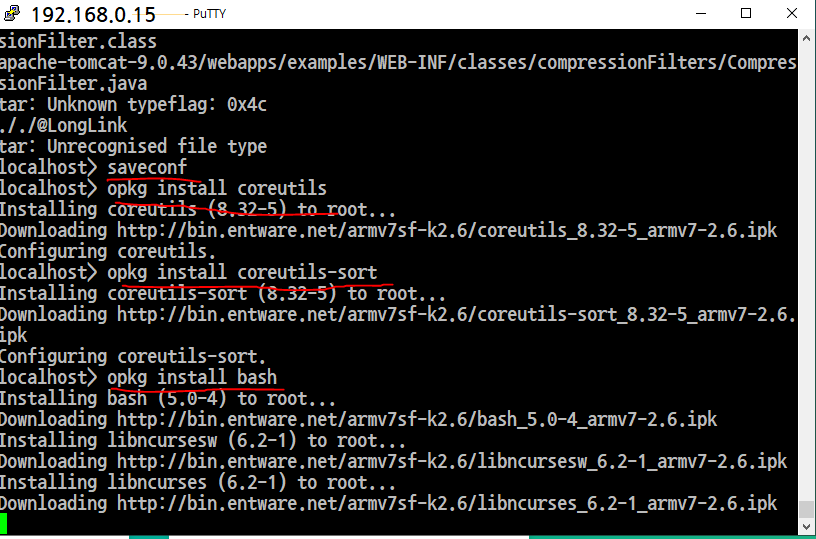 192.168.0.15 - PuTTY
sionFilter.class
apache-tomcat-9.0.43/webapps/examples/WEB-INF/classes/compressionFilters/Compres
sionFilter.java
tar: Unknown typeflag: 0x4c
././@LongLink
tar: Unrecognised file type
localhost> saveconf
localhost> opkg install coreutils
Installing coreutils (8.32-5) to root...
Downloading http://bin.entware.net/armv7sf-k2.6/coreutils_8.32-5_armv7-2.6.ipk
Configuring coreutils.
localhost> opkg install coreutils-sort
Installing coreutils-sort (8.32-5) to root...
Downloading http://bin.entware.net/armv7sf-k2.6/coreutils-sort_8.32-5_armv7-2.6.
ipk
Configuring coreutils-sort.
localhost> opkg install bash
Installing bash (5.0-4) to root...
Downloading http://bin.entware.net/armv7sf-k2.6/bash_5.0-4_armv7-2.6.ipk
Installing libncursesw (6.2-1) to root...
Downloading http://bin.entware.net/armv7sf-k2.6/libncursesw_6.2-1_armv7-2.6.ipk
Installing libncurses (6.2-1) to root...
Downloading http://bin.entware.net/armv7sf-k2.6/libncurses_6.2-1_armv7-2.6.ipk